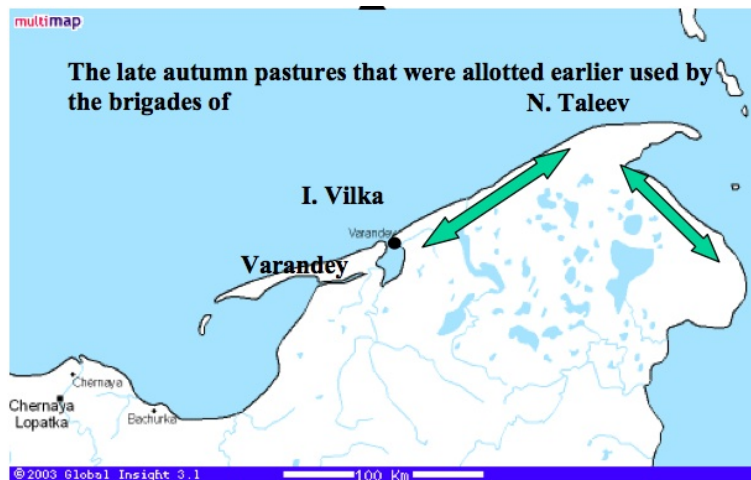 multimap
The late autumn pastures that were allotted earlier used by
the brigades of N. Taleev
I. Vilka
Varandey
Varandey
Chernaya
Chernaya
Lopatka
Bachurka
©2003 Global Insight 3.1
100 Km